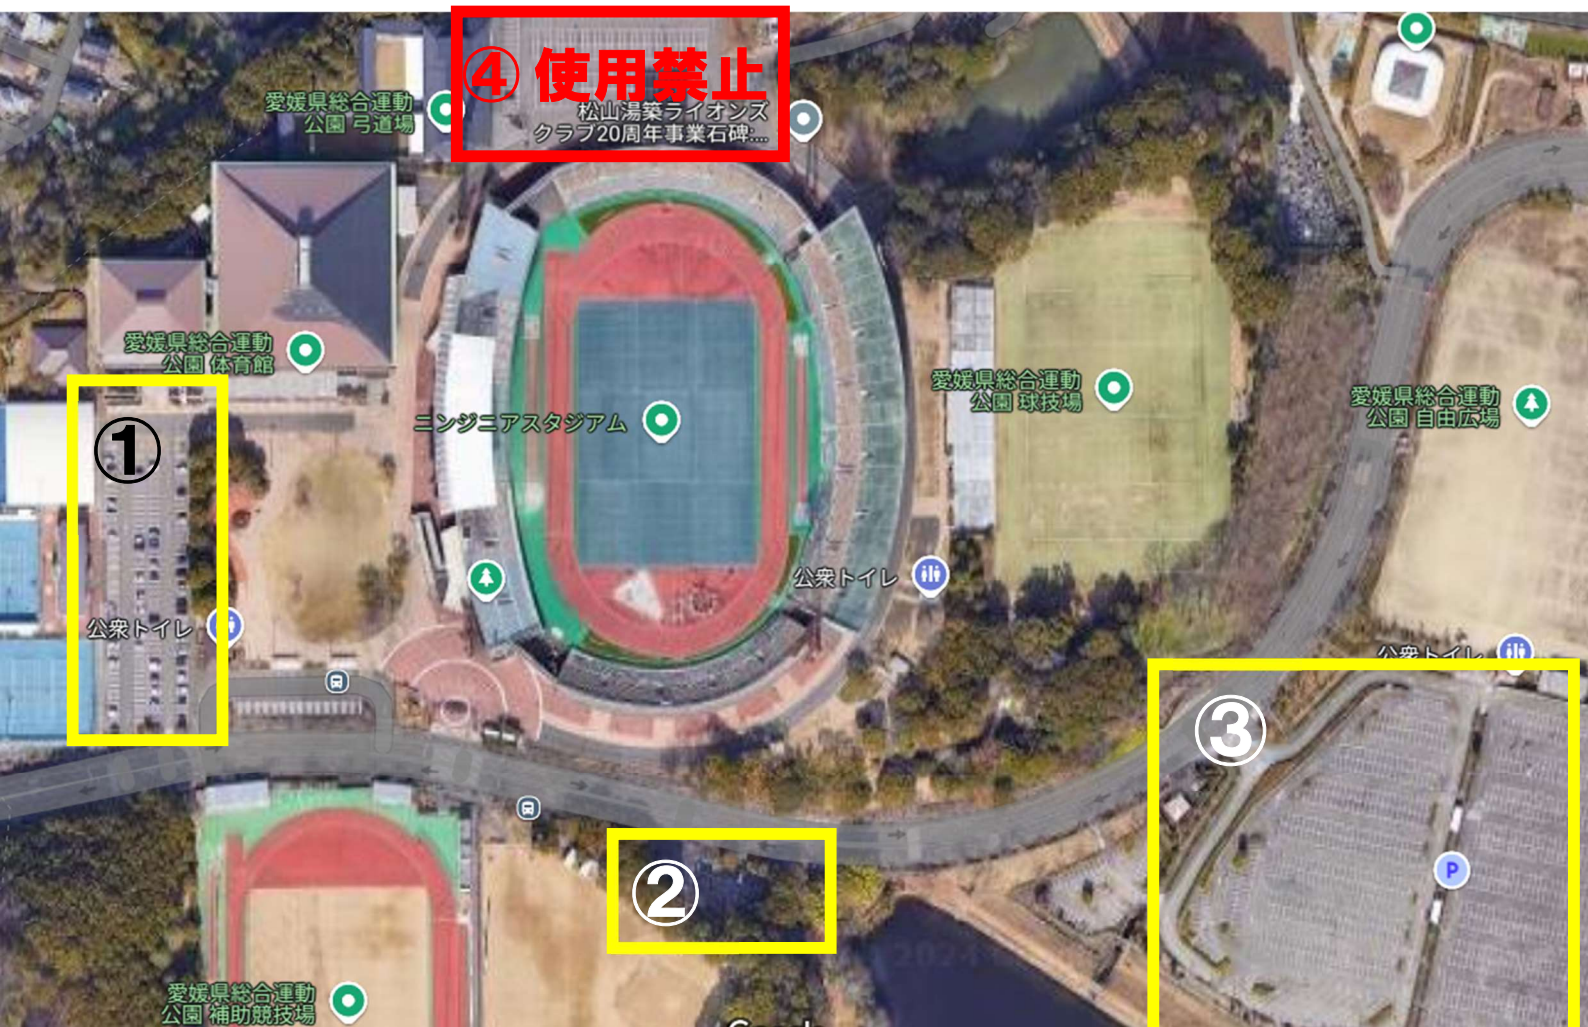 ④ 使用禁止
松山湯築ライオンズ
クラブ20周年事業石碑:...
愛媛県総合運動
公園 弓道場
愛媛県総合運動
公園 体育館
①
ニンジニアスタジアム
愛媛県総合運動
公園 球技場
愛媛県総合運動
公園 自由広場
公衆トイレ
公衆トイレ
公衆トイレ
③
②
P
2024
愛媛県総合運動
公園 補助競技場